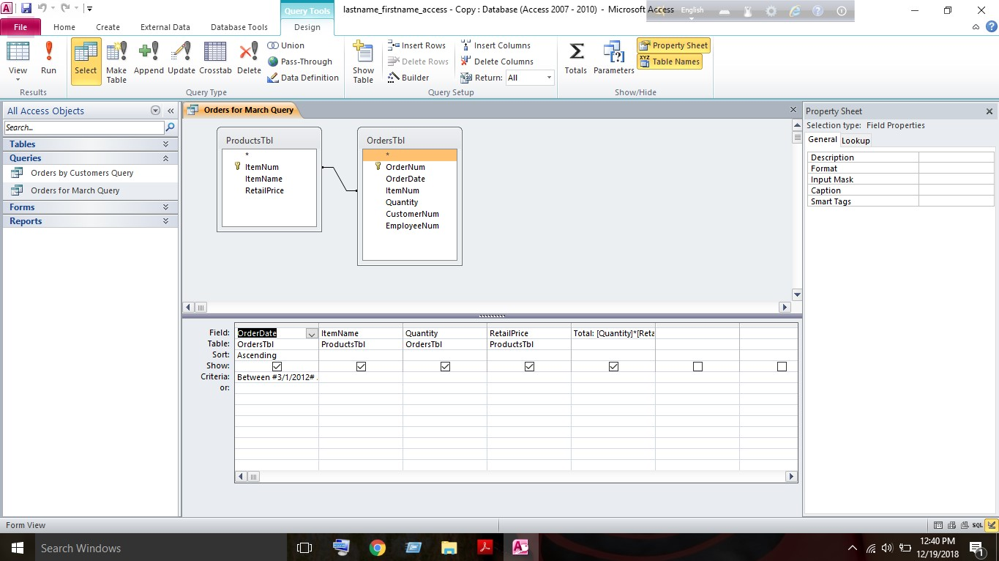 Query Tools
lastname_firstname_access - Copy : Database (Access 2007 - 2010) - Microsoft Access
English
File
Home
Create
External Data
Database Tools
Design
View
Run
Select
Make Table
Append
Update
Crosstab
Delete
Union
Pass-Through
Data Definition
Show Table
Insert Rows
Delete Rows
Builder
Insert Columns
Delete Columns
Return: All
Totals
Parameters
Property Sheet
XYZ Table Names
Results
Query Type
Query Setup
Show/Hide
All Access Objects
Search...
Tables
Queries
Orders by Customers Query
Orders for March Query
Forms
Reports
Orders for March Query
ProductsTbl
*
ItemNum
ItemName
RetailPrice
OrdersTbl
*
OrderNum
OrderDate
ItemNum
Quantity
CustomerNum
EmployeeNum
Field: OrderDate ItemName Quantity RetailPrice Total: [Quantity]*[Reta
Table: OrdersTbl ProductsTbl OrdersTbl ProductsTbl
Sort: Ascending
Show:
Criteria: Between #3/1/2012# .
or:
Property Sheet
Selection type: Field Properties
General Lookup
Description
Format
Input Mask
Caption
Smart Tags
Form View
SQL
Search Windows
12:40 PM
12/19/2018
1